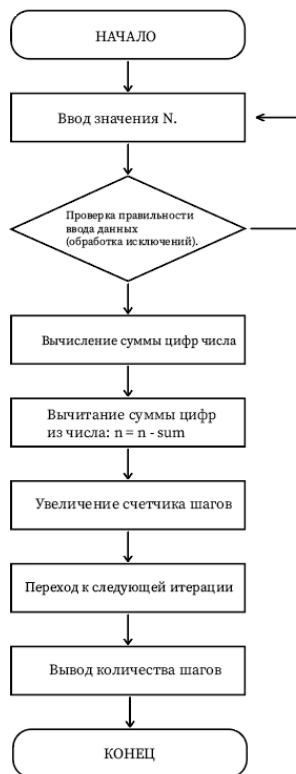 НАЧАЛО
Ввод значения N.
Проверка правильности
ввода данных
(обработка исключений).
Вычисление суммы цифр числа
Вычитание суммы цифр
из числа: n = n - sum
Увеличение счетчика шагов
Переход к следующей итерации
Вывод количества шагов
КОНЕЦ